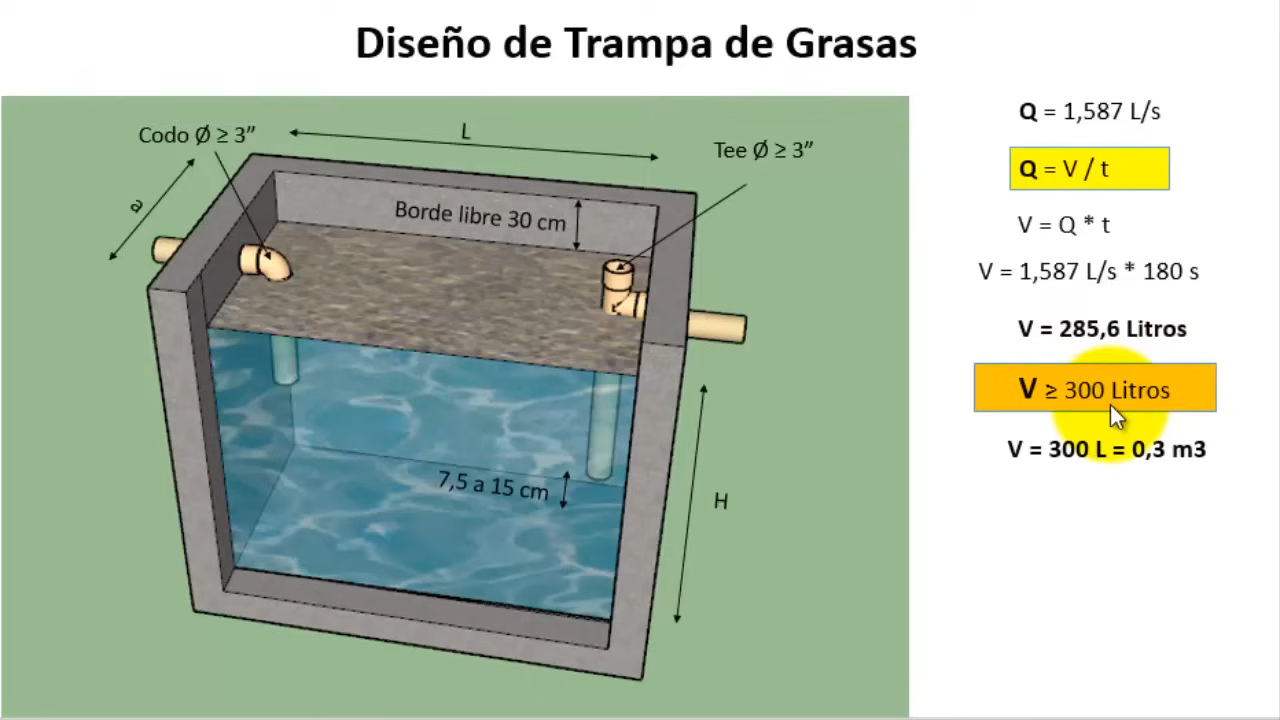 Diseño de Trampa de Grasas
Codo Ø ≥ 3”
L
Tee Ø ≥ 3”
a
Borde libre 30 cm
7,5 a 15 cm
H
Q = 1,587 L/s
Q = V / t
V = Q * t
V = 1,587 L/s * 180 s
V = 285,6 Litros
V ≥ 300 Litros
V = 300 L = 0,3 m3